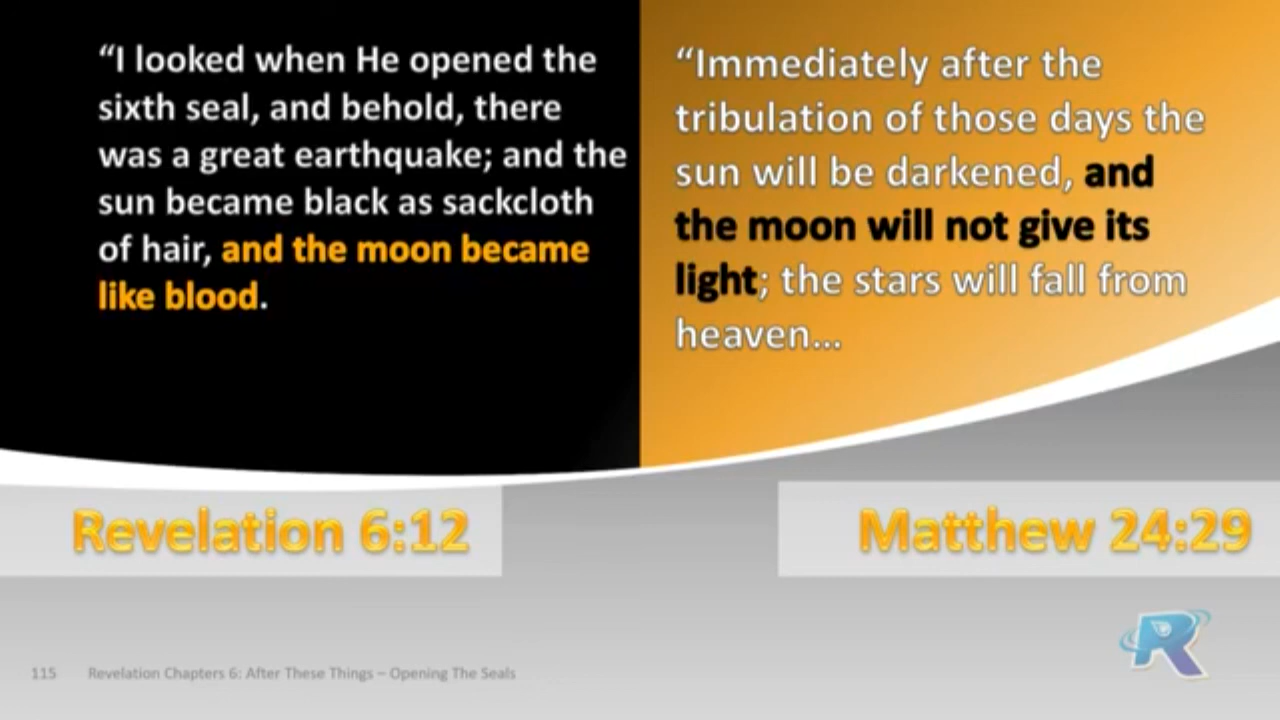 “I looked when He opened the
sixth seal, and behold, there
was a great earthquake; and the
sun became black as sackcloth
of hair, and the moon became
like blood.
“Immediately after the
tribulation of those days the
sun will be darkened, and
the moon will not give its
light; the stars will fall from
heaven...
Revelation 6:12
Matthew 24:29
R
115 Revelation Chapters 6: After These Things – Opening The Seals